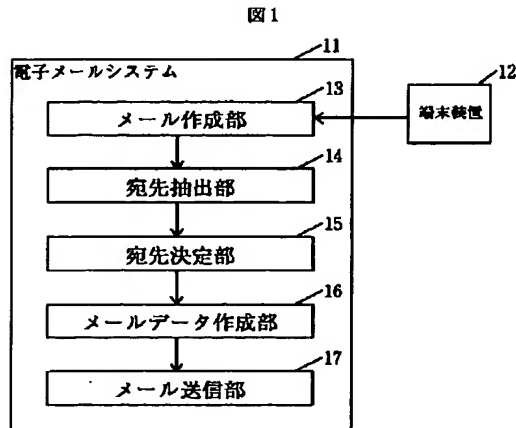 図1
11
電子メールシステム
12
13
メール作成部
端末装置
14
宛先抽出部
15
宛先決定部
16
メールデータ作成部
17
メール送信部